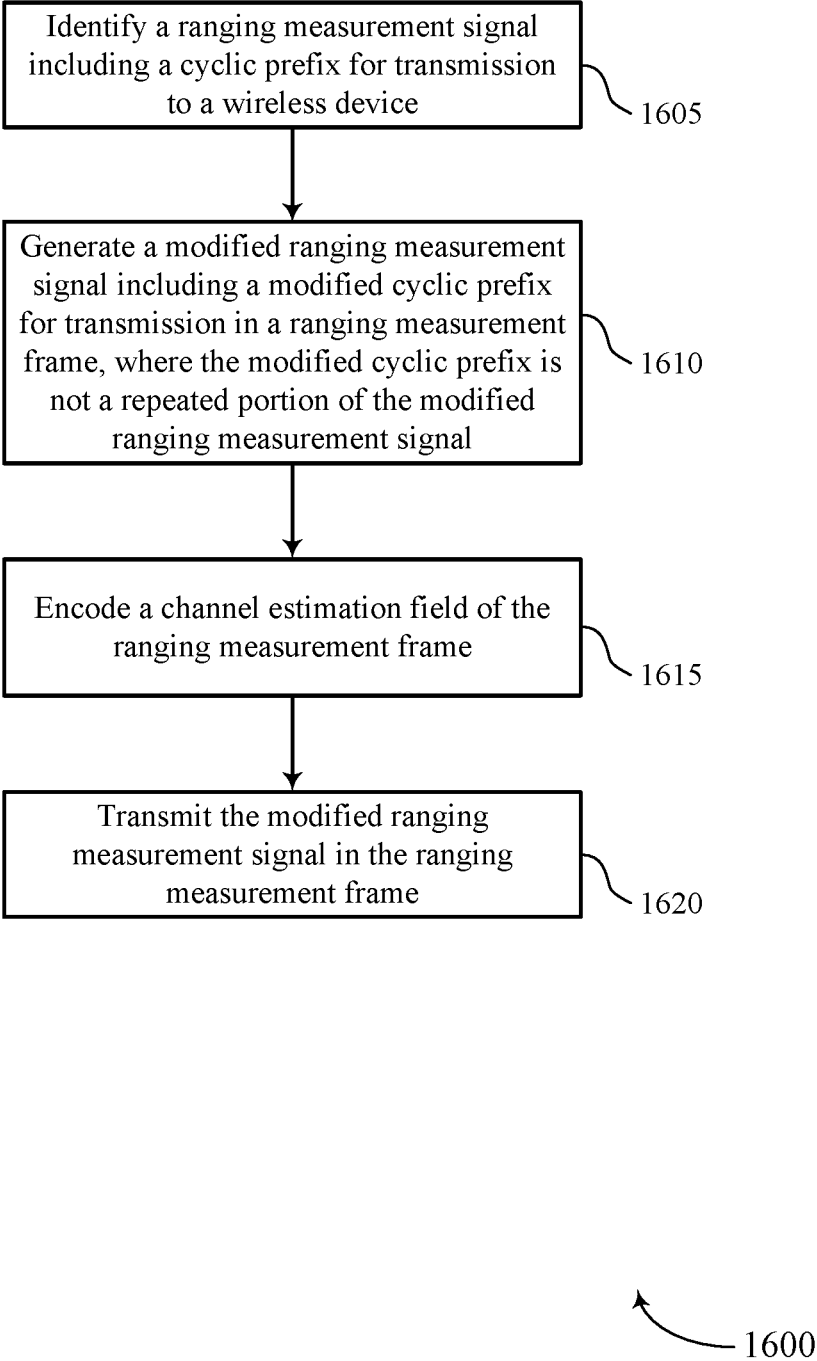 Identify a ranging measurement signal
including a cyclic prefix for transmission
to a wireless device
1605
Generate a modified ranging measurement
signal including a modified cyclic prefix
for transmission in a ranging measurement
frame, where the modified cyclic prefix is
not a repeated portion of the modified
ranging measurement signal
1610
Encode a channel estimation field of the
ranging measurement frame
1615
Transmit the modified ranging
measurement signal in the ranging
measurement frame
1620
1600